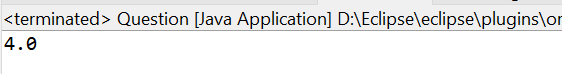 <terminated> Question [Java Application] D:\Eclipse\eclipse\plugins\or
4.0